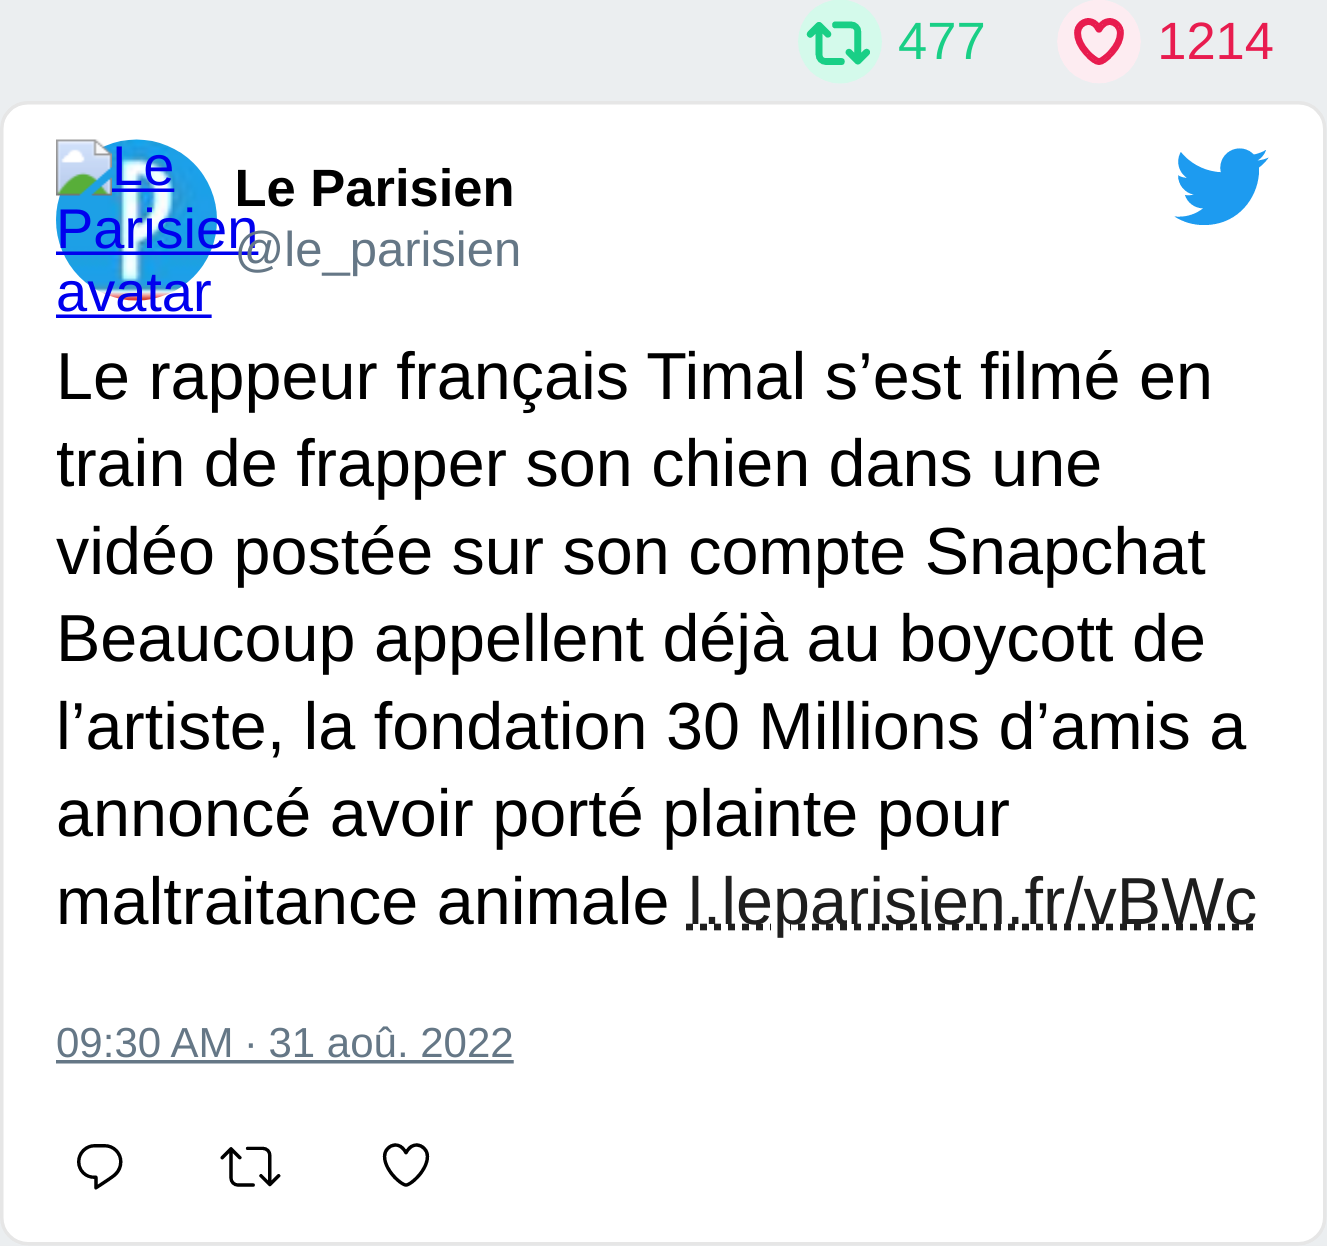 477 1214
Le
Parisien
avatar
Le Parisien
@le_parisien
Le rappeur français Timal s’est filmé en
train de frapper son chien dans une
vidéo postée sur son compte Snapchat
Beaucoup appellent déjà au boycott de
l’artiste, la fondation 30 Millions d’amis a
annoncé avoir porté plainte pour
maltraitance animale l.leparisien.fr/vBWc
09:30 AM · 31 aoû. 2022